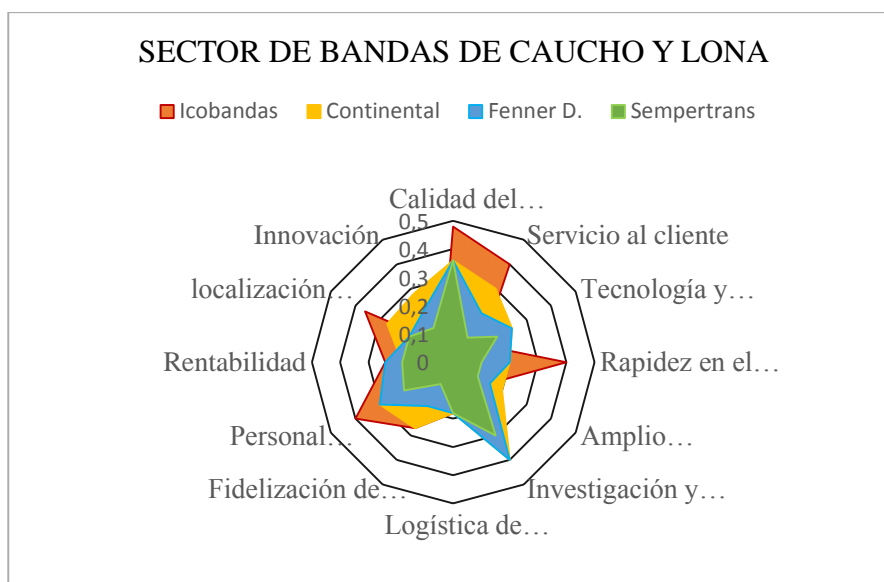 SECTOR DE BANDAS DE CAUCHO Y LONA
Icobandas Continental Fenner D. Sempertrans
Calidad del…
Servicio al cliente
Tecnología y…
Rapidez en el…
Amplio…
Investigación y…
Logística de…
Fidelización de…
Personal…
Rentabilidad
localización…
Innovación
0,5
0,4
0,3
0,2
0,1
0